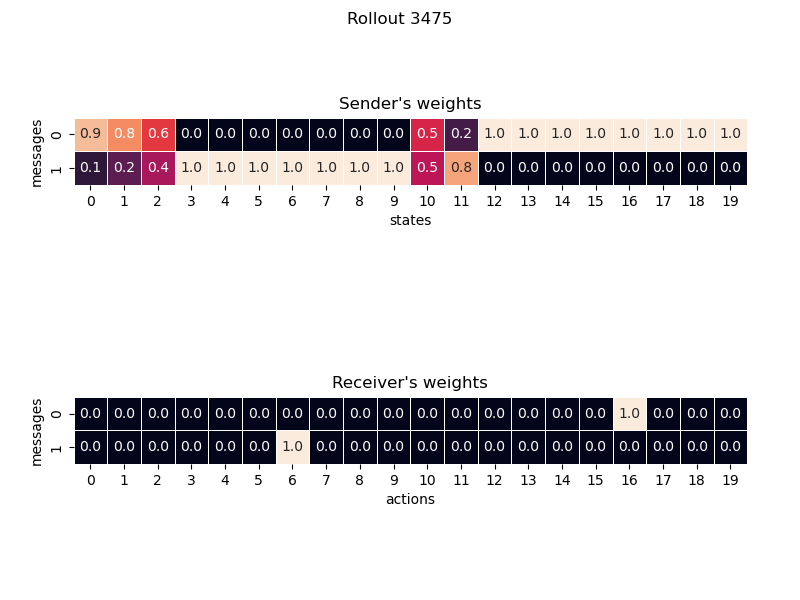 Rollout 3475
Sender's weights
messages
0 0.9 0.8 0.6 0.0 0.0 0.0 0.0 0.0 0.0 0.0 0.5 0.2 1.0 1.0 1.0 1.0 1.0 1.0 1.0 1.0
1 0.1 0.2 0.4 1.0 1.0 1.0 1.0 1.0 1.0 1.0 0.5 0.8 0.0 0.0 0.0 0.0 0.0 0.0 0.0 0.0
0 1 2 3 4 5 6 7 8 9 10 11 12 13 14 15 16 17 18 19
states
Receiver's weights
messages
0 0.0 0.0 0.0 0.0 0.0 0.0 0.0 0.0 0.0 0.0 0.0 0.0 0.0 0.0 0.0 0.0 1.0 0.0 0.0 0.0
1 0.0 0.0 0.0 0.0 0.0 0.0 1.0 0.0 0.0 0.0 0.0 0.0 0.0 0.0 0.0 0.0 0.0 0.0 0.0 0.0
0 1 2 3 4 5 6 7 8 9 10 11 12 13 14 15 16 17 18 19
actions